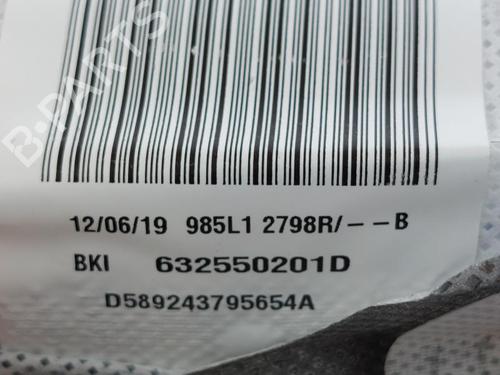 B-PARTS
12/06/19 985L1 2798R/--B
BKI 632550201D
D589243795654A